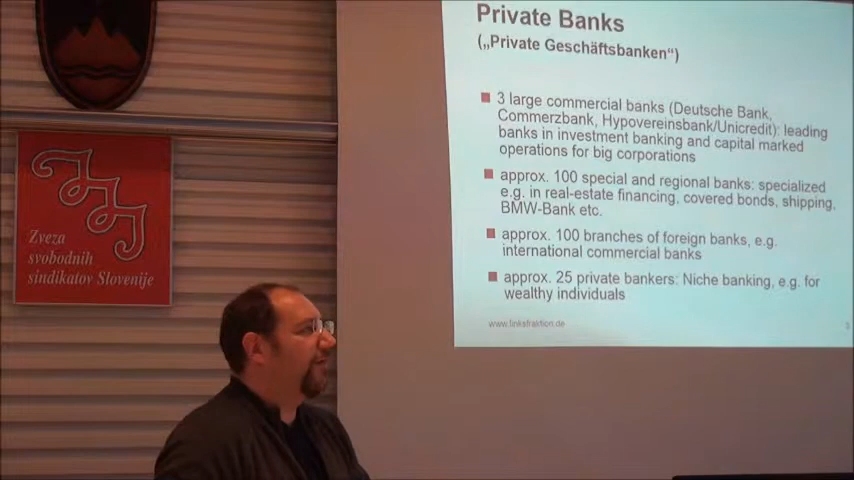 Private Banks
(„Private Geschäftsbanken“)
3 large commercial banks (Deutsche Bank,
Commerzbank, Hypovereinsbank/Unicredit): leading
banks in investment banking and capital marked
operations for big corporations
approx. 100 special and regional banks: specialized
e.g. in real-estate financing, covered bonds, shipping,
BMW-Bank etc.
approx. 100 branches of foreign banks, e.g.
international commercial banks
approx. 25 private bankers: Niche banking, e.g. for
wealthy individuals
www.linksfraktion.de
Zveza
svobodnih
sindikatov Slovenije